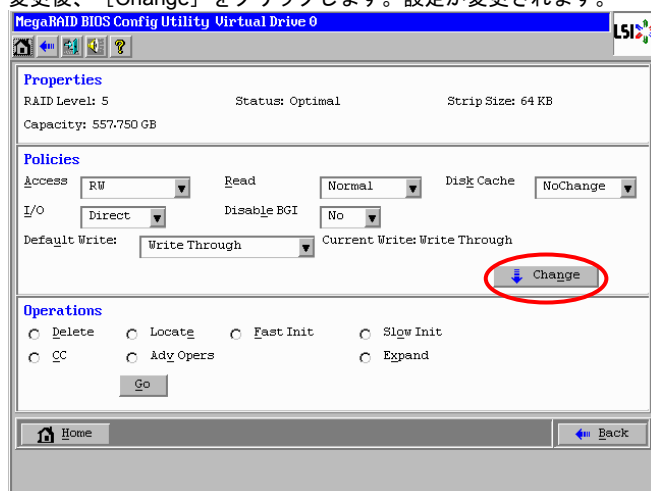 変更後、［Change］をクリックします。設定が変更されます。
MegaRAID BIOS Config Utility Virtual Drive 0
LSI
Properties
RAID Level: 5 Status: Optimal Strip Size: 64 KB
Capacity: 557.750 GB
Policies
Access RW Read Normal Disk Cache NoChange
I/O Direct Disable BGI No
Default Write: Write Through Current Write: Write Through
Change
Operations
Delete Locate Fast Init Slow Init
CC Adv Opers Expand
Go
Home Back